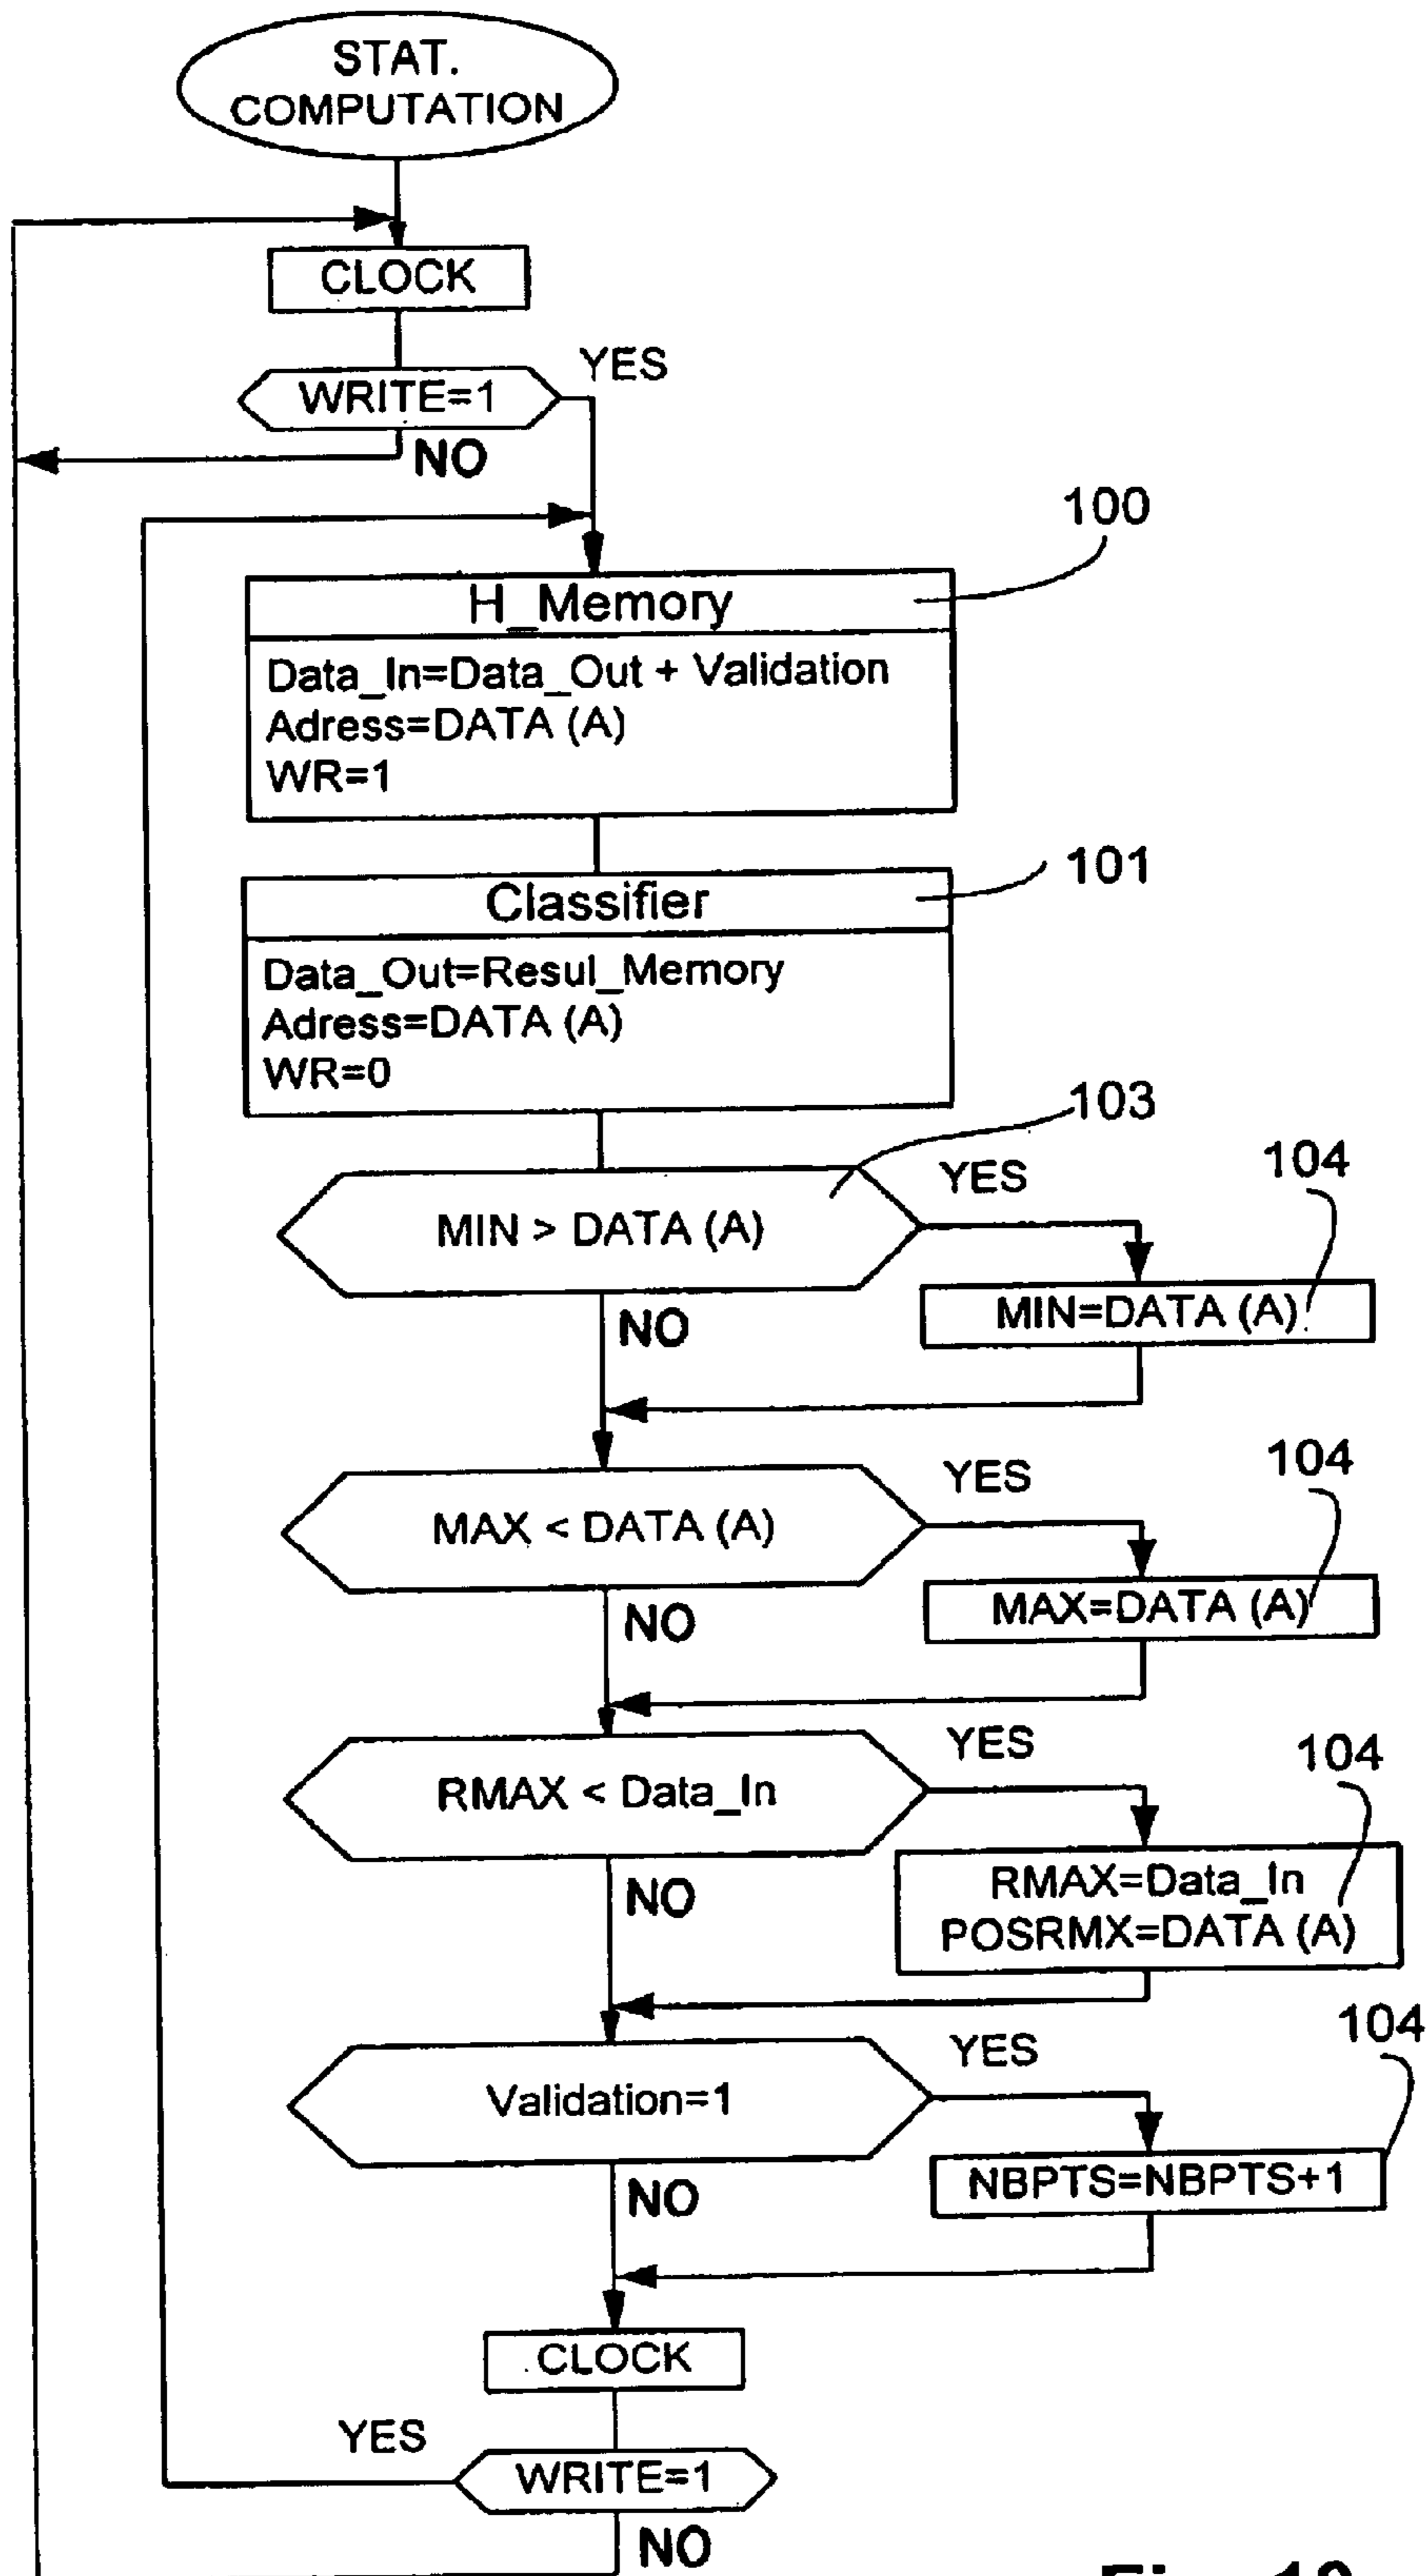 STAT.
COMPUTATION
CLOCK
WRITE=1
YES
NO
100
H_Memory
Data_In=Data_Out + Validation
Adress=DATA (A)
WR=1
101
Classifier
Data_Out=Resul_Memory
Adress=DATA (A)
WR=0
103
MIN > DATA (A)
YES
104
MIN=DATA (A)
NO
MAX < DATA (A)
YES
104
MAX=DATA (A)
NO
RMAX < Data_In
YES
104
RMAX=Data_In
POSRMX=DATA (A)
NO
Validation=1
YES
104
NBPTS=NBPTS+1
NO
CLOCK
YES
WRITE=1
NO